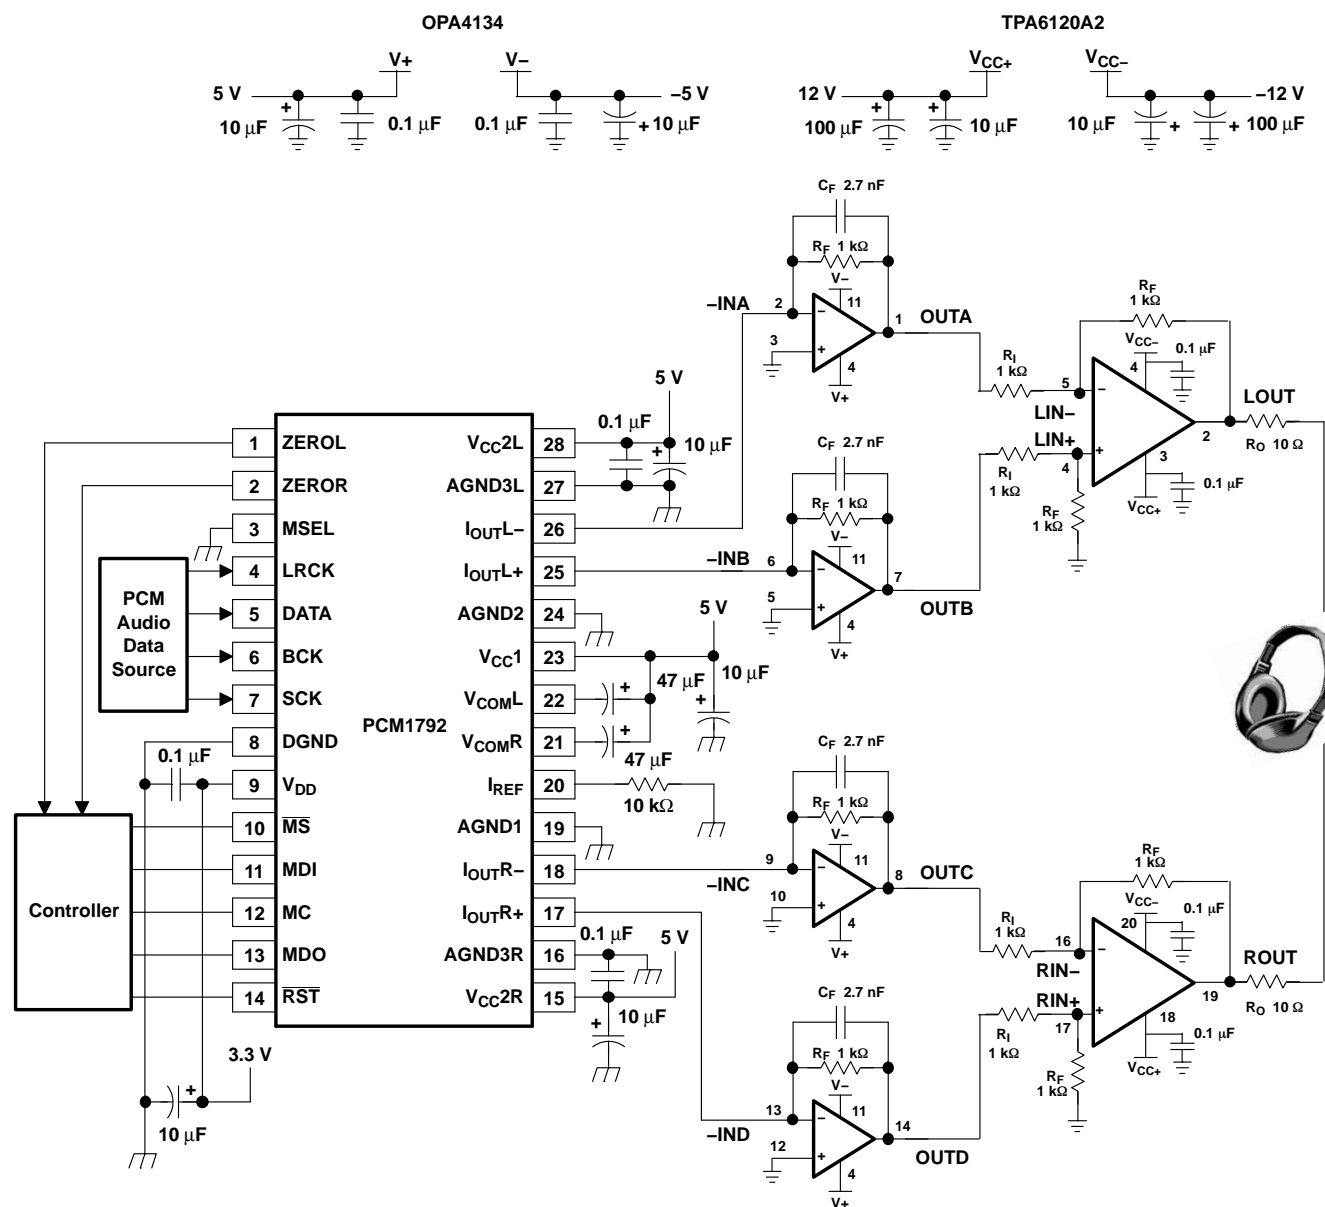 OPA4134
TPA6120A2
V+
V−
VCC+
VCC−
5 V
−5 V
12 V
−12 V
10 μF
0.1 μF
0.1 μF
10 μF
100 μF
10 μF
10 μF
100 μF
+
+
+
+
+
+
CF 2.7 nF
RF 1 kΩ
V−
11
−INA
2
−
1
OUTA
3
+
4
V+
RF
1 kΩ
VCC−
0.1 μF
4
RI
1 kΩ
5
−
LIN−
LOUT
2
RO 10 Ω
LIN+
4
+
3
0.1 μF
VCC+
RI
1 kΩ
RF
1 kΩ
CF 2.7 nF
RF 1 kΩ
V−
11
−INB
6
−
7
OUTB
5
+
4
V+
5 V
0.1 μF
+
10 μF
1 ZEROL
2 ZEROR
3 MSEL
4 LRCK
5 DATA
6 BCK
7 SCK
8 DGND
9 VDD
10 MS
11 MDI
12 MC
13 MDO
14 RST
PCM1792
VCC2L 28
AGND3L 27
IOUTL− 26
IOUTL+ 25
AGND2 24
VCC1 23
VCOML 22
VCOMR 21
IREF 20
AGND1 19
IOUTR− 18
IOUTR+ 17
AGND3R 16
VCC2R 15
PCM
Audio
Data
Source
0.1 μF
Controller
3.3 V
+
10 μF
5 V
47 μF
10 μF
+
+
+
47 μF
10 kΩ
0.1 μF
5 V
10 μF
+
CF 2.7 nF
RF 1 kΩ
V−
11
−INC
9
−
8
OUTC
10
+
4
V+
RF
1 kΩ
VCC−
0.1 μF
20
RI
1 kΩ
16
−
RIN−
ROUT
19
RO 10 Ω
RIN+
17
+
18
0.1 μF
VCC+
RI
1 kΩ
RF
1 kΩ
CF 2.7 nF
RF 1 kΩ
V−
11
−IND
13
−
14
OUTD
12
+
4
V+